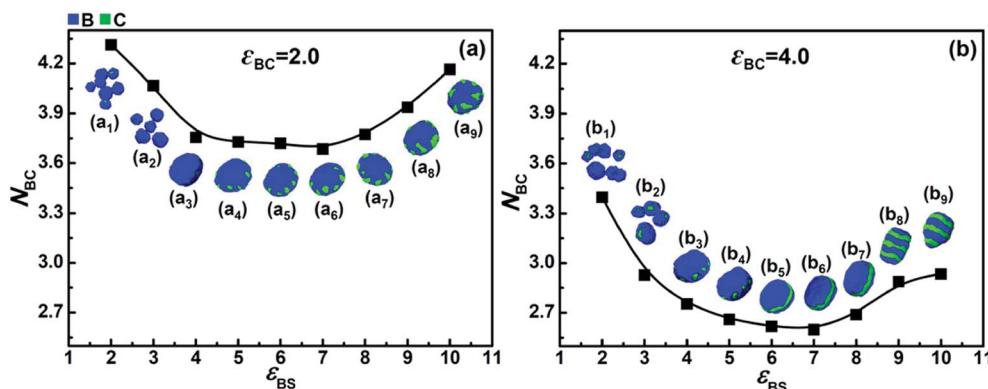 B C
(a)
ε_BC=2.0
N_BC
4.2
3.9
3.6
3.3
3.0
2.7
(a₁)
(a₂)
(a₃)
(a₄)
(a₅)
(a₆)
(a₇)
(a₈)
(a₉)
1 2 3 4 5 6 7 8 9 10 11
ε_BS
(b)
ε_BC=4.0
N_BC
4.2
3.9
3.6
3.3
3.0
2.7
(b₁)
(b₂)
(b₃)
(b₄)
(b₅)
(b₆)
(b₇)
(b₈)
(b₉)
1 2 3 4 5 6 7 8 9 10 11
ε_BS